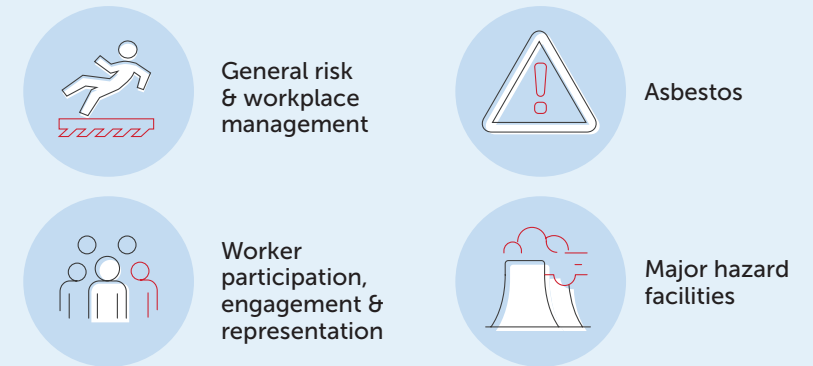 General risk
& workplace
management
Asbestos
Worker
participation,
engagement &
representation
Major hazard
facilities